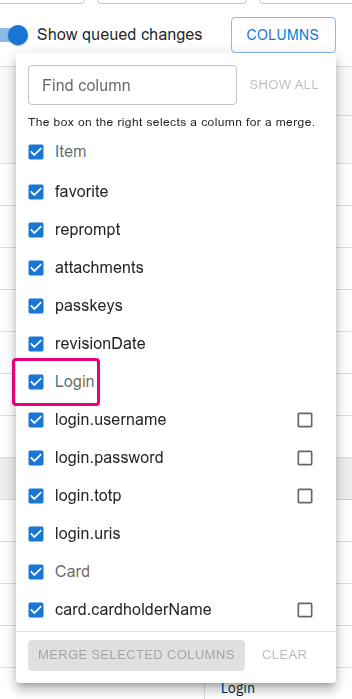 Show queued changes
COLUMNS
Find column
SHOW ALL
The box on the right selects a column for a merge.
Item
favorite
reprompt
attachments
passkeys
revisionDate
Login
login.username
login.password
login.totp
login.uris
Card
card.cardholderName
MERGE SELECTED COLUMNS
CLEAR
Login